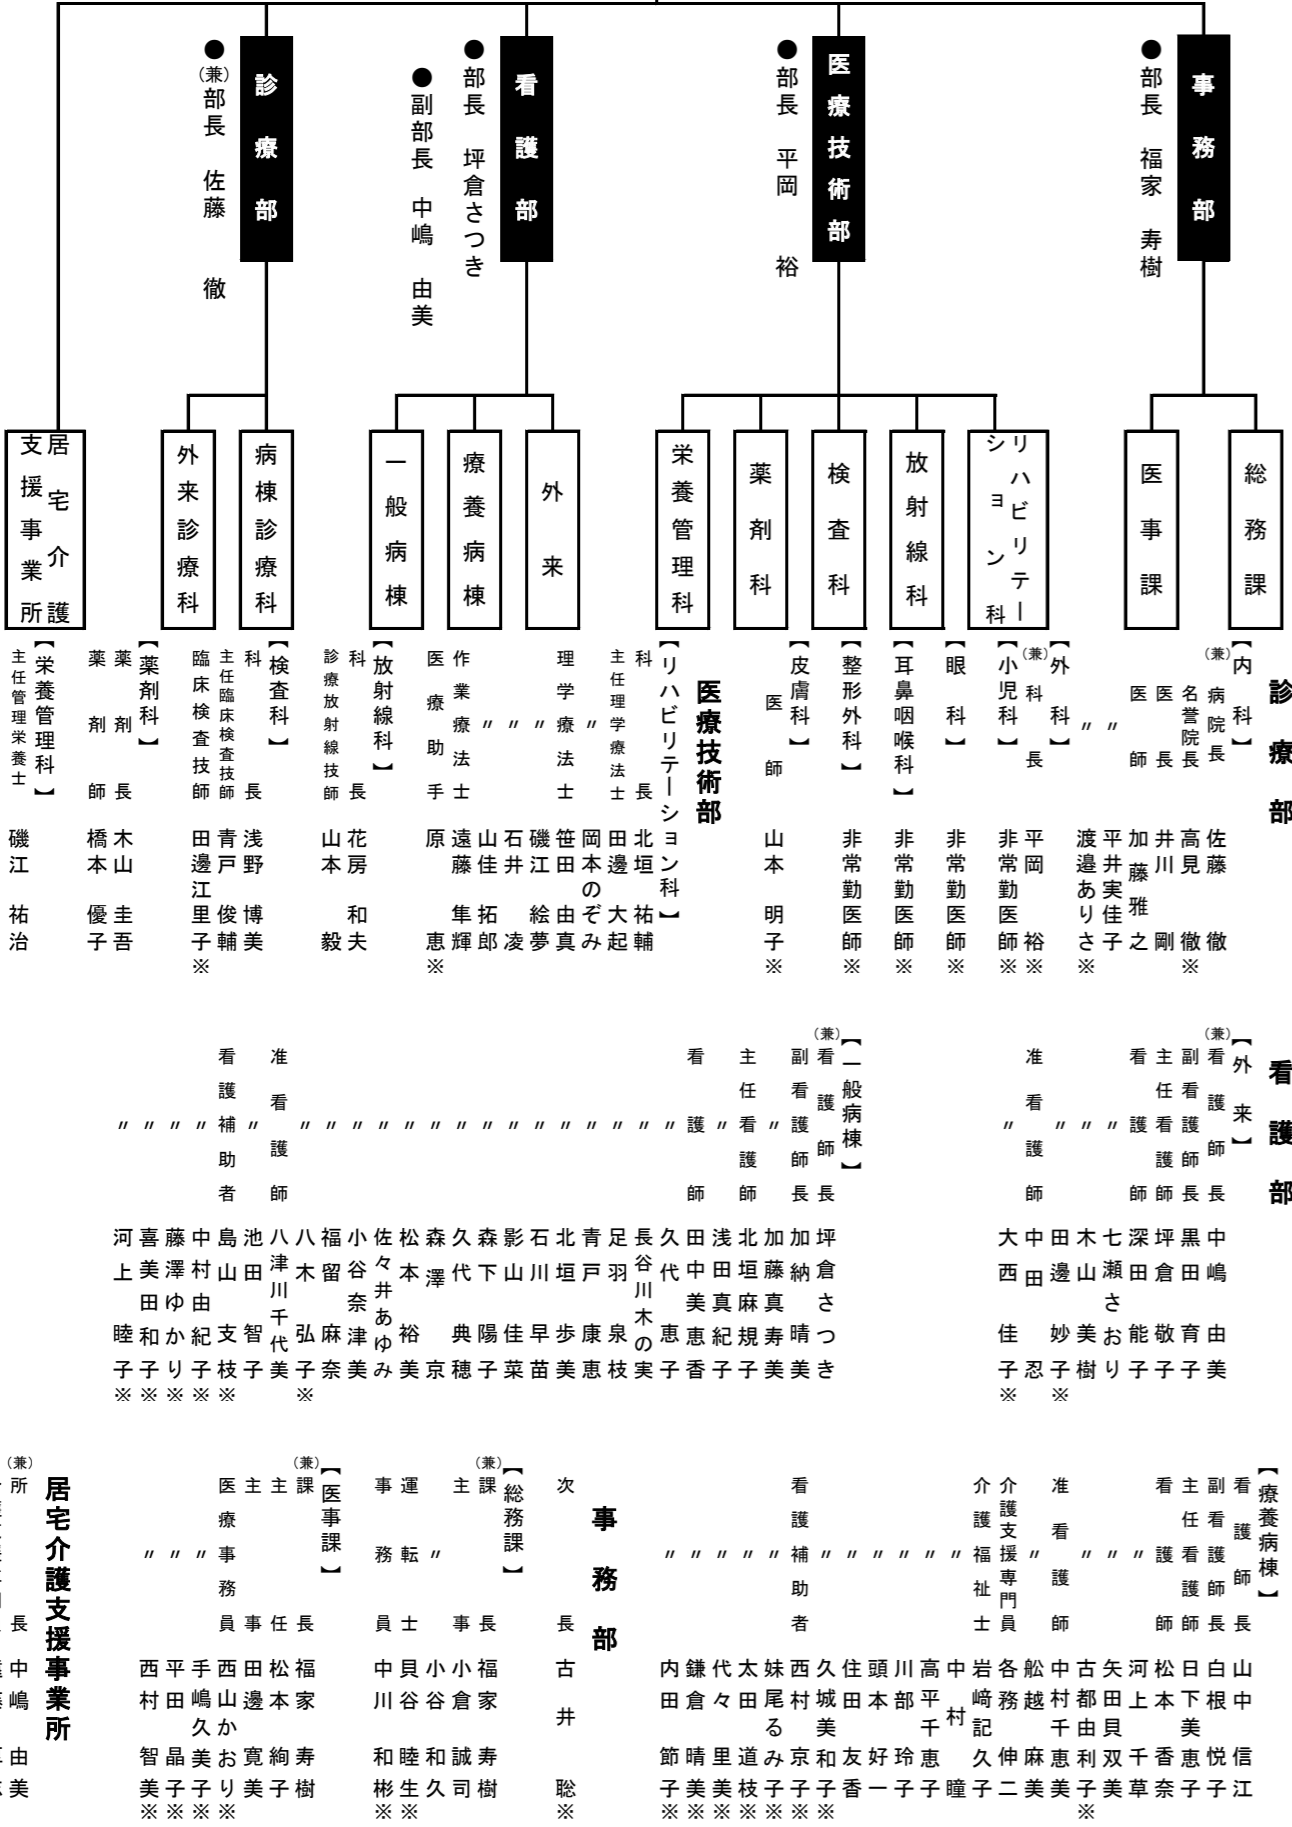 事務部
●部長　福家　寿樹
医療技術部
●部長　平岡　裕
看護部
●部長　坪倉さつき
●副部長　中嶋　由美
診療部
●(兼)部長　佐藤　徹
総務課
医事課
リハビリテーション科
放射線科
検査科
薬剤科
栄養管理科
外来
療養病棟
一般病棟
病棟診療科
外来診療科
居宅介護支援事業所
診療部
【内科】
(兼)病院長　佐藤　徹
名誉院長　高見　徹※
医長　井川　剛
医師　加藤雅之
〃　平井実佳子
〃　渡邉ありさ※
【外科】
(兼)科長　平岡　裕※
【小児科】　非常勤医師※
【眼科】　非常勤医師※
【耳鼻咽喉科】　非常勤医師※
【整形外科】　非常勤医師※
【皮膚科】
医師　山本　明子※
医療技術部
【リハビリテーション科】
科長　北垣　祐輔
主任理学療法士　田邊　大起
〃　岡本のぞみ
理学療法士　笹田　由真
〃　磯江　絵夢
〃　石井　凌
〃　山佳　拓郎
作業療法士　遠藤　隼輝
医療助手　原　恵※
【放射線科】
科長　花房　和夫
診療放射線技師　山本　毅
【検査科】
科長　浅野　博美
主任臨床検査技師　青戸　俊輔
臨床検査技師　田邊江里子※
【薬剤科】
薬剤長　木山　圭吾
薬剤師　橋本　優子
【栄養管理科】
主任管理栄養士　磯江　祐治
看護部
【外来】
(兼)看護師長　中嶋　由美
副看護師長　黒田　育子
主任看護師　坪倉　敬子
看護師　深田　能子
〃　七瀬さおり
〃　木山　美樹
〃　田邊　妙子※
准看護師　中田　忍
〃　大西　佳子※
【一般病棟】
(兼)看護師長　坪倉さつき
副看護師長　加納　晴美
〃　加藤真寿美
主任看護師　北垣麻規子
〃　浅田真紀子
看護師　田中美恵香
〃　久代　恵子
〃　長谷川木の実
〃　足羽　泉枝
〃　青戸　康恵
〃　北垣　歩美
〃　石川　早苗
〃　影山　佳菜
〃　森下　陽子
〃　久代　典穂
〃　森澤　京
〃　松本　裕美
〃　佐々井あゆみ
〃　小谷奈津美
〃　福留　麻奈
〃　八木　弘子※
准看護師　八津川千代美
〃　池田　智子
看護補助者　島山　支枝※
〃　中村由紀子※
〃　藤澤ゆかり※
〃　喜美田和子※
〃　河上　睦子※
【療養病棟】
看護師長　山中　信江
副看護師長　白根　悦子
主任看護師　日下美恵子
看護師　松本　香奈
〃　河上　千草
〃　矢田貝双美
〃　古都由利子※
准看護師　中村千恵美
〃　船越　麻美
介護支援専門員　各務　伸二
介護福祉士　岩﨑記久子
〃　中村　瞳
〃　高平千恵子
〃　川部　玲子
〃　頭本　好一
〃　住田　友香
〃　久城美和子※
看護補助者　西村　京子※
〃　妹尾るみ子※
〃　太田　道枝※
〃　代々　里美※
〃　鎌倉　晴美※
〃　内田　節子※
事務部
次長　古井　聡※
【総務課】
(兼)課長　福家　寿樹
主事　小倉　誠司
〃　小谷　和久
運転士　貝谷　睦生※
事務員　中川　和彬※
【医事課】
(兼)課長　福家　寿樹
主任　松本　絢子
主事　田邊　寛美
医療事務員　西山かおり※
〃　手嶋久美子※
〃　平田　晶子※
〃　西村　智美※
居宅介護支援事業所
(兼)所長　中嶋　由美